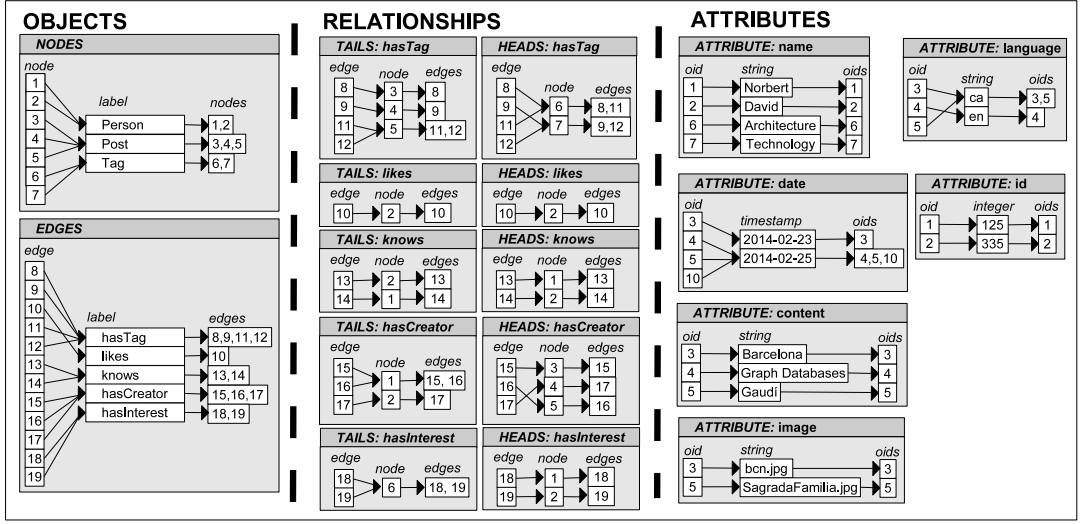 OBJECTS
NODES
node
1
2
3
4
5
6
7
label
Person
Post
Tag
nodes
1,2
3,4,5
6,7
EDGES
edge
8
9
10
11
12
13
14
15
16
17
18
19
label
hasTag
likes
knows
hasCreator
hasInterest
edges
8,9,11,12
10
13,14
15,16,17
18,19
RELATIONSHIPS
TAILS: hasTag
edge node edges
8 3 8
9 4 9
11 5 11,12
12
HEADS: hasTag
edge node edges
8
9 6 8,11
11 7 9,12
12
TAILS: likes
edge node edges
10 2 10
HEADS: likes
edge node edges
10 2 10
TAILS: knows
edge node edges
13 2 13
14 1 14
HEADS: knows
edge node edges
13 1 13
14 2 14
TAILS: hasCreator
edge node edges
15
16 1 15, 16
17 2 17
HEADS: hasCreator
edge node edges
15 3 15
16 4 17
17 5 16
TAILS: hasInterest
edge node edges
18 6 18, 19
19
HEADS: hasInterest
edge node edges
18 1 18
19 2 19
ATTRIBUTES
ATTRIBUTE: name
oid string oids
1 Norbert 1
2 David 2
6 Architecture 6
7 Technology 7
ATTRIBUTE: language
oid string oids
3 ca 3,5
4 en 4
5
ATTRIBUTE: date
oid timestamp oids
3
4 2014-02-23 3
5 2014-02-25 4,5,10
10
ATTRIBUTE: id
oid integer oids
1 125 1
2 335 2
ATTRIBUTE: content
oid string oids
3 Barcelona 3
4 Graph Databases 4
5 Gaudí 5
ATTRIBUTE: image
oid string oids
3 bcn.jpg 3
5 SagradaFamilia.jpg 5